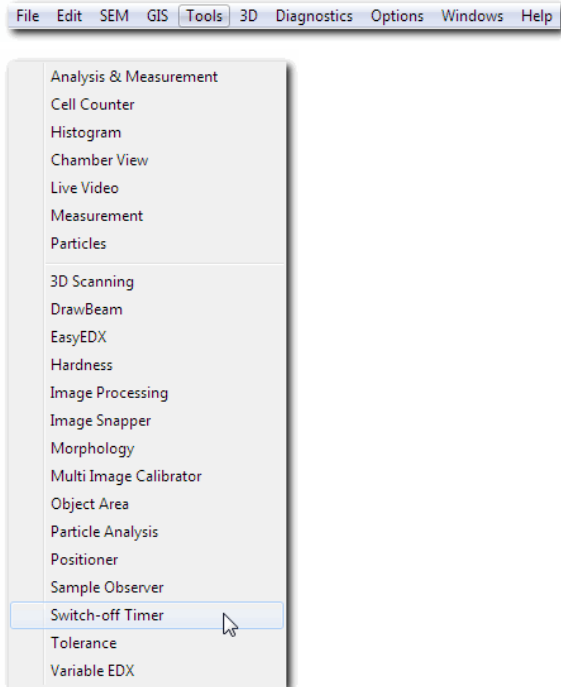 File Edit SEM GIS Tools 3D Diagnostics Options Windows Help
Analysis & Measurement
Cell Counter
Histogram
Chamber View
Live Video
Measurement
Particles
3D Scanning
DrawBeam
EasyEDX
Hardness
Image Processing
Image Snapper
Morphology
Multi Image Calibrator
Object Area
Particle Analysis
Positioner
Sample Observer
Switch-off Timer
Tolerance
Variable EDX